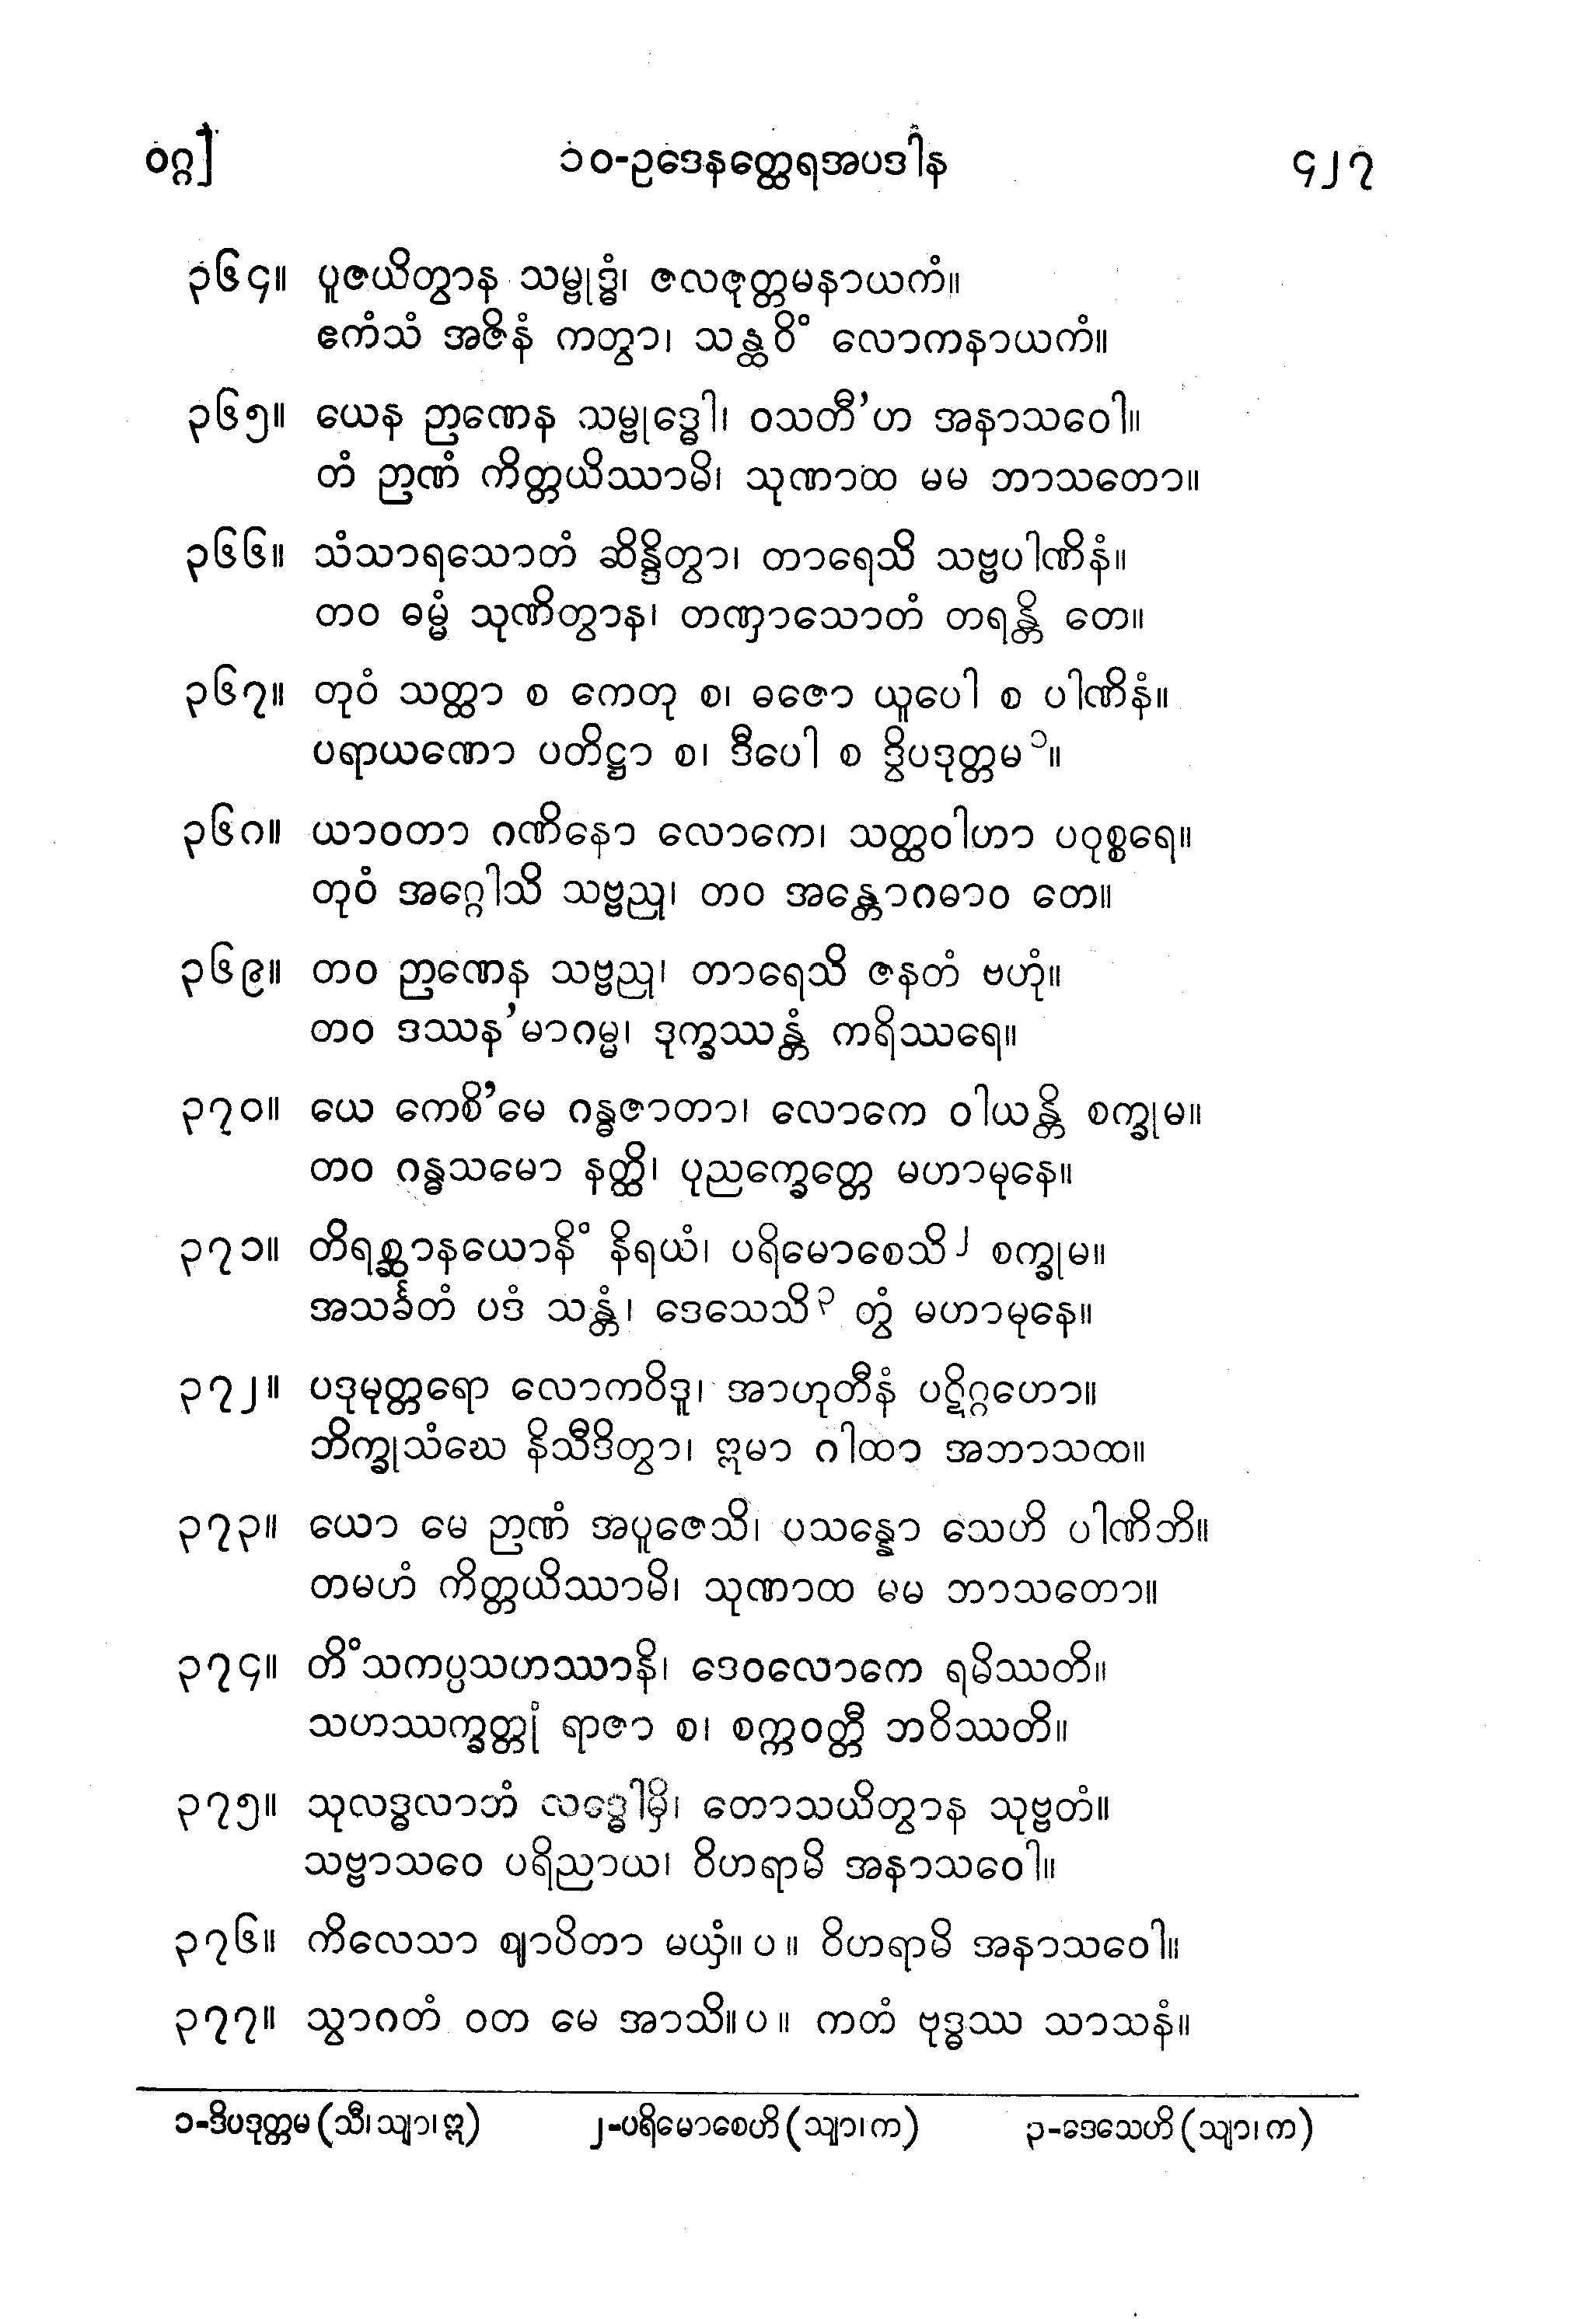 ဝဂ္ဂ] ၁၀-ဥဒေနတ္ထေရအပဒါန ၄၂၇
၃၆၄။ ပူဇယိတွာန သမ္ဗုဒ္ဓံ၊ ဇလဇုတ္တမနာယကံ။
ဧကံသံ အဇိနံ ကတွာ၊ သန္ထဝိံ လောကနာယကံ။
၃၆၅။ ယေန ဉာဏေန သမ္ဗုဒ္ဓေါ၊ ဝသတီ’ဟ အနာသဝေါ။
တံ ဉာဏံ ကိတ္တယိဿာမိ၊ သုဏာထ မမ ဘာသတော။
၃၆၆။ သံသာရသောတံ ဆိန္ဒိတွာ၊ တာရေသိ သဗ္ဗပါဏိနံ။
တဝ ဓမ္မံ သုဏိတွာန၊ တဏှာသောတံ တရန္တိ တေ။
၃၆၇။ တုဝံ သတ္ထာ စ ကေတု စ၊ ဓဇော ယူပေါ စ ပါဏိနံ။
ပရာယဏော ပတိဋ္ဌာ စ၊ ဒီပေါ စ ဒွိပဒုတ္တမ ၁။
၃၆၈။ ယာဝတာ ဂဏိနော လောကေ၊ သတ္ထဝါဟာ ပဝုစ္စရေ။
တုဝံ အဂ္ဂေါသိ သဗ္ဗညု၊ တဝ အန္တောဂဓာဝ တေ။
၃၆၉။ တဝ ဉာဏေန သဗ္ဗညု၊ တာရေသိ ဇနတံ ဗဟုံ။
တဝ ဒဿန’မာဂမ္မ၊ ဒုက္ခဿန္တံ ကရိဿရေ။
၃၇၀။ ယေ ကေစိ’မေ ဂန္ဓဇာတာ၊ လောကေ ဝါယန္တိ စက္ခုမ။
တဝ ဂန္ဓသမော နတ္ထိ၊ ပုညက္ခေတ္တေ မဟာမုနေ။
၃၇၁။ တိရစ္ဆာနယောနိံ နိရယံ၊ ပရိမောစေသိ ၂ စက္ခုမ။
အသင်္ခတံ ပဒံ သန္တံ၊ ဒေသေသိ ၃ တွံ မဟာမုနေ။
၃၇၂။ ပဒုမုတ္တရော လောကဝိဒူ၊ အာဟုတီနံ ပဋိဂ္ဂဟော။
ဘိက္ခုသံဃေ နိသီဒိတွာ၊ ဣမာ ဂါထာ အဘာသထ။
၃၇၃။ ယော မေ ဉာဏံ အပူဇေသိ၊ ပသန္နော သေဟိ ပါဏိဘိ။
တမဟံ ကိတ္တယိဿာမိ၊ သုဏာထ မမ ဘာသတော။
၃၇၄။ တိံသကပ္ပသဟဿာနိ၊ ဒေဝလောကေ ရမိဿတိ။
သဟဿက္ခတ္တုံ ရာဇာ စ၊ စက္ကဝတ္တီ ဘဝိဿတိ။
၃၇၅။ သုလဒ္ဓလာဘံ လဒ္ဓေါမှိ၊ တောသယိတွာန သုဗ္ဗတံ။
သဗ္ဗာသဝေ ပရိညာယ၊ ဝိဟရာမိ အနာသဝေါ။
၃၇၆။ ကိလေသာ ဈာပိတာ မယှံ။ ပ ။ ဝိဟရာမိ အနာသဝေါ။
၃၇၇။ သွာဂတံ ဝတ မေ အာသိ။ ပ ။ ကတံ ဗုဒ္ဓဿ သာသနံ။
၁-ဒိပဒုတ္တမ (သီ၊ သျာ၊ ဣ) ၂-ပရိမောစေဟိ (သျာ၊ က) ၃-ဒေသေဟိ (သျာ၊ က)